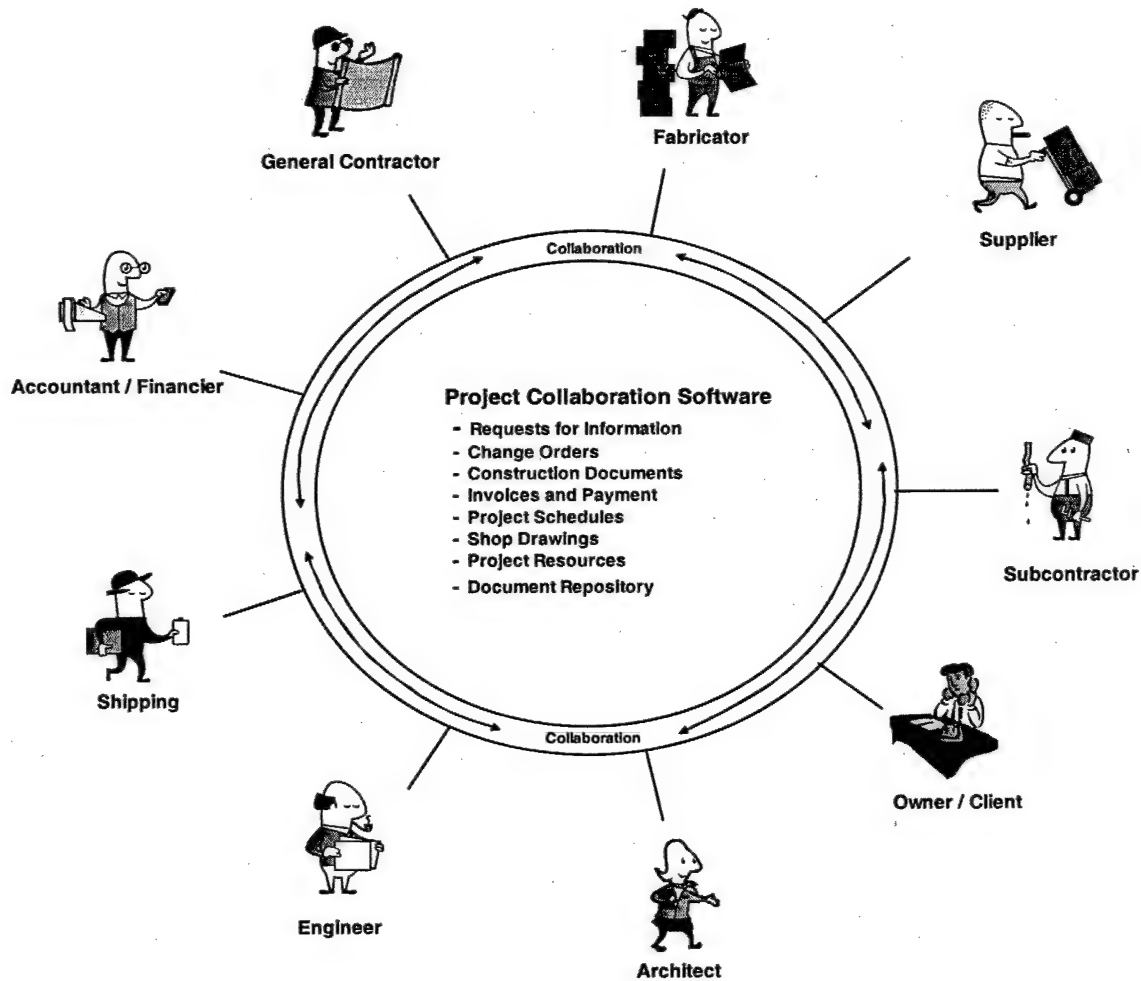 General Contractor
Fabricator
Supplier
Collaboration
Accountant / Financier
Project Collaboration Software
- Requests for Information
- Change Orders
- Construction Documents
- Invoices and Payment
- Project Schedules
- Shop Drawings
- Project Resources
- Document Repository
Subcontractor
Shipping
Collaboration
Owner / Client
Engineer
Architect